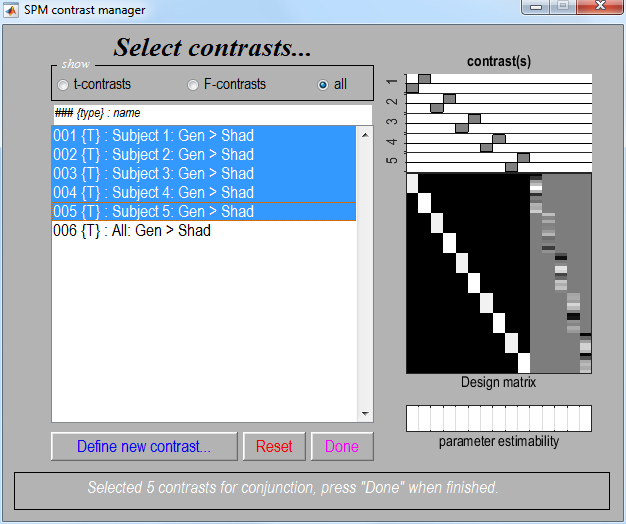 SPM contrast manager
Select contrasts...
show
t-contrasts
F-contrasts
all
### {type} : name
001 {T} : Subject 1: Gen > Shad
002 {T} : Subject 2: Gen > Shad
003 {T} : Subject 3: Gen > Shad
004 {T} : Subject 4: Gen > Shad
005 {T} : Subject 5: Gen > Shad
006 {T} : All: Gen > Shad
Define new contrast...
Reset
Done
contrast(s)
1
2
3
4
5
Design matrix
parameter estimability
Selected 5 contrasts for conjunction, press "Done" when finished.